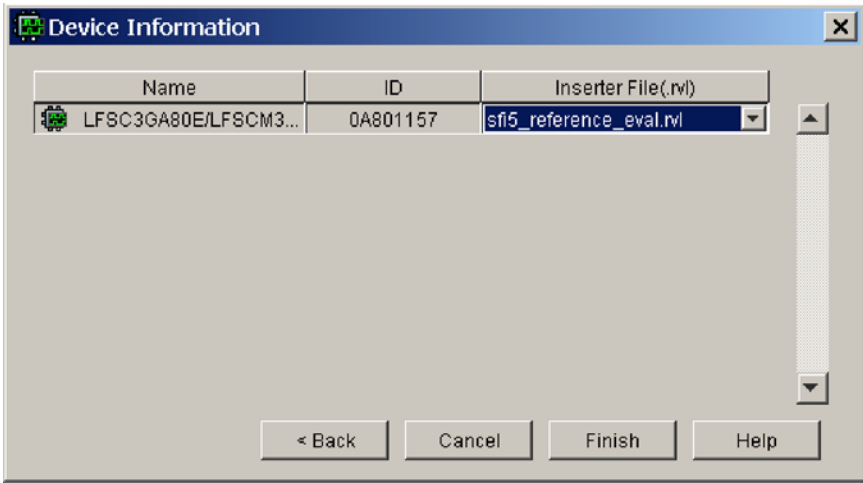 Device Information
Name ID Inserter File(.rvl)
LFSC3GA80E/LFSCM3... 0A801157 sfi5_reference_eval.rvl
< Back Cancel Finish Help